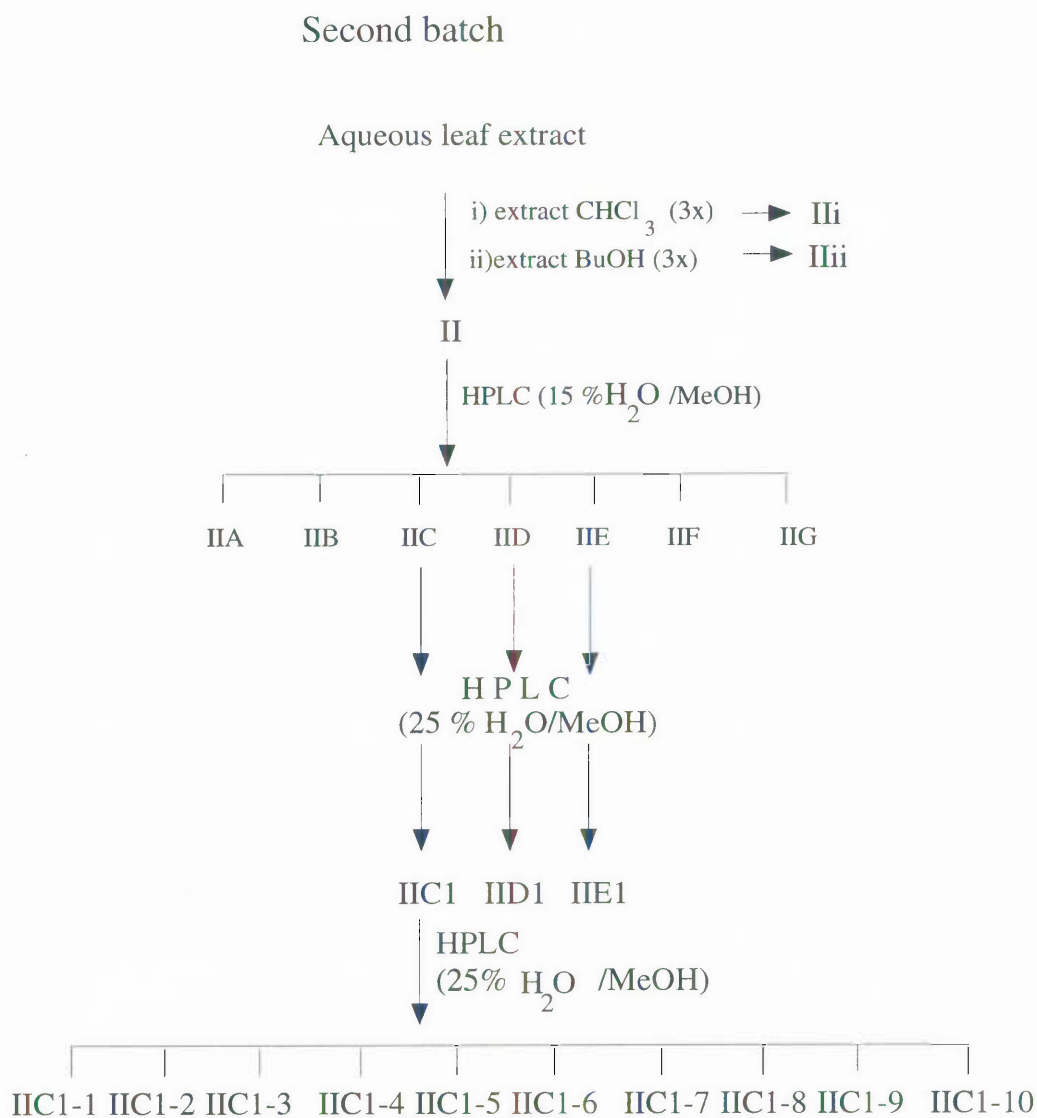 Second batch
Aqueous leaf extract
i) extract CHCl3 (3x) IIi
ii)extract BuOH (3x) IIii
II
HPLC (15 %H2O /MeOH)
IIA IIB IIC IID IIE IIF IIG
H P L C
(25 % H2O/MeOH)
IIC1 IID1 IIE1
HPLC
(25% H2O /MeOH)
IIC1-1 IIC1-2 IIC1-3 IIC1-4 IIC1-5 IIC1-6 IIC1-7 IIC1-8 IIC1-9 IIC1-10